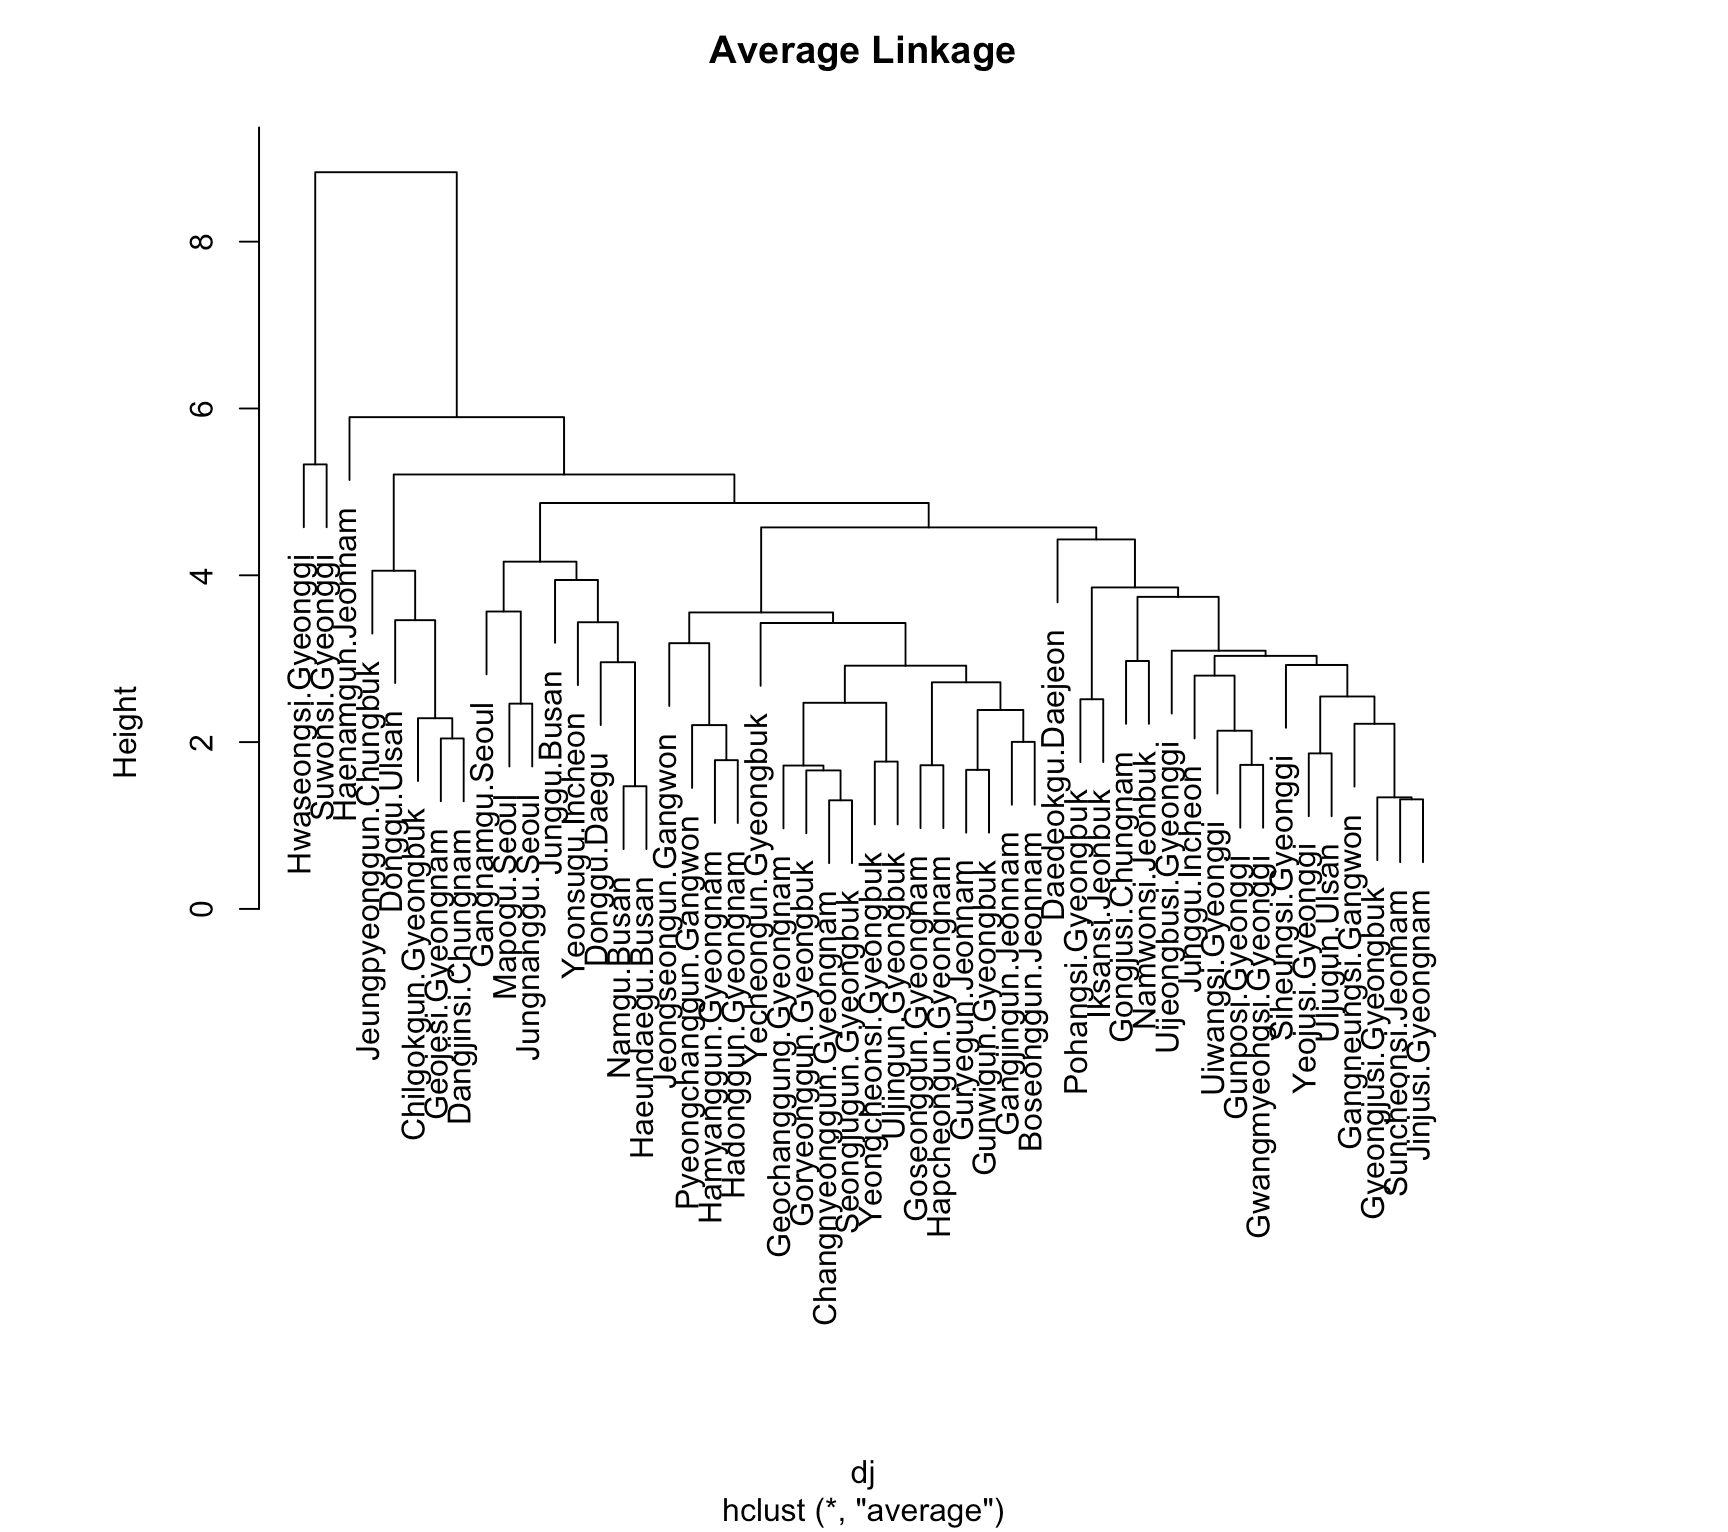 Average Linkage
Height
8
6
4
2
0
Hwaseongsi.Gyeonggi
Suwonsi.Gyeonggi
Haenamgun.Jeonnam
Jeungpyeonggun.Chungbuk
Donggu.Ulsan
Chilgokgun.Gyeongbuk
Geojesi.Gyeongnam
Dangjinsi.Chungnam
Gangnamgu.Seoul
Mapogu.Seoul
Jungnanggu.Seoul
Junggu.Busan
Yeonsugu.Incheon
Donggu.Daegu
Namgu.Busan
Haeundaegu.Busan
Jeongseongun.Gangwon
Pyeongchanggun.Gangwon
Hamyanggun.Gyeongnam
Hadonggun.Gyeongnam
Yecheongun.Gyeongbuk
Geochanggung.Gyeongnam
Goryeonggun.Gyeongbuk
Changnyeonggun.Gyeongnam
Seongjugun.Gyeongbuk
Yeongcheonsi.Gyeongbuk
Uljingun.Gyeongbuk
Goseonggun.Gyeongnam
Hapcheongun.Gyeongnam
Guryegun.Jeonnam
Gunwigun.Gyeongbuk
Gangjingun.Jeonnam
Boseonggun.Jeonnam
Daedeokgu.Daejeon
Pohangsi.Gyeongbuk
Iksansi.Jeonbuk
Gongjusi.Chungnam
Namwonsi.Jeonbuk
Uijeongbusi.Gyeonggi
Junggu.Incheon
Uiwangsi.Gyeonggi
Gunposi.Gyeonggi
Gwangmyeongsi.Gyeonggi
Siheungsi.Gyeonggi
Yeojusi.Gyeonggi
Uljugun.Ulsan
Gangneungsi.Gangwon
Gyeongjusi.Gyeongbuk
Suncheonsi.Jeonnam
Jinjusi.Gyeongnam
dj
hclust (*, "average")